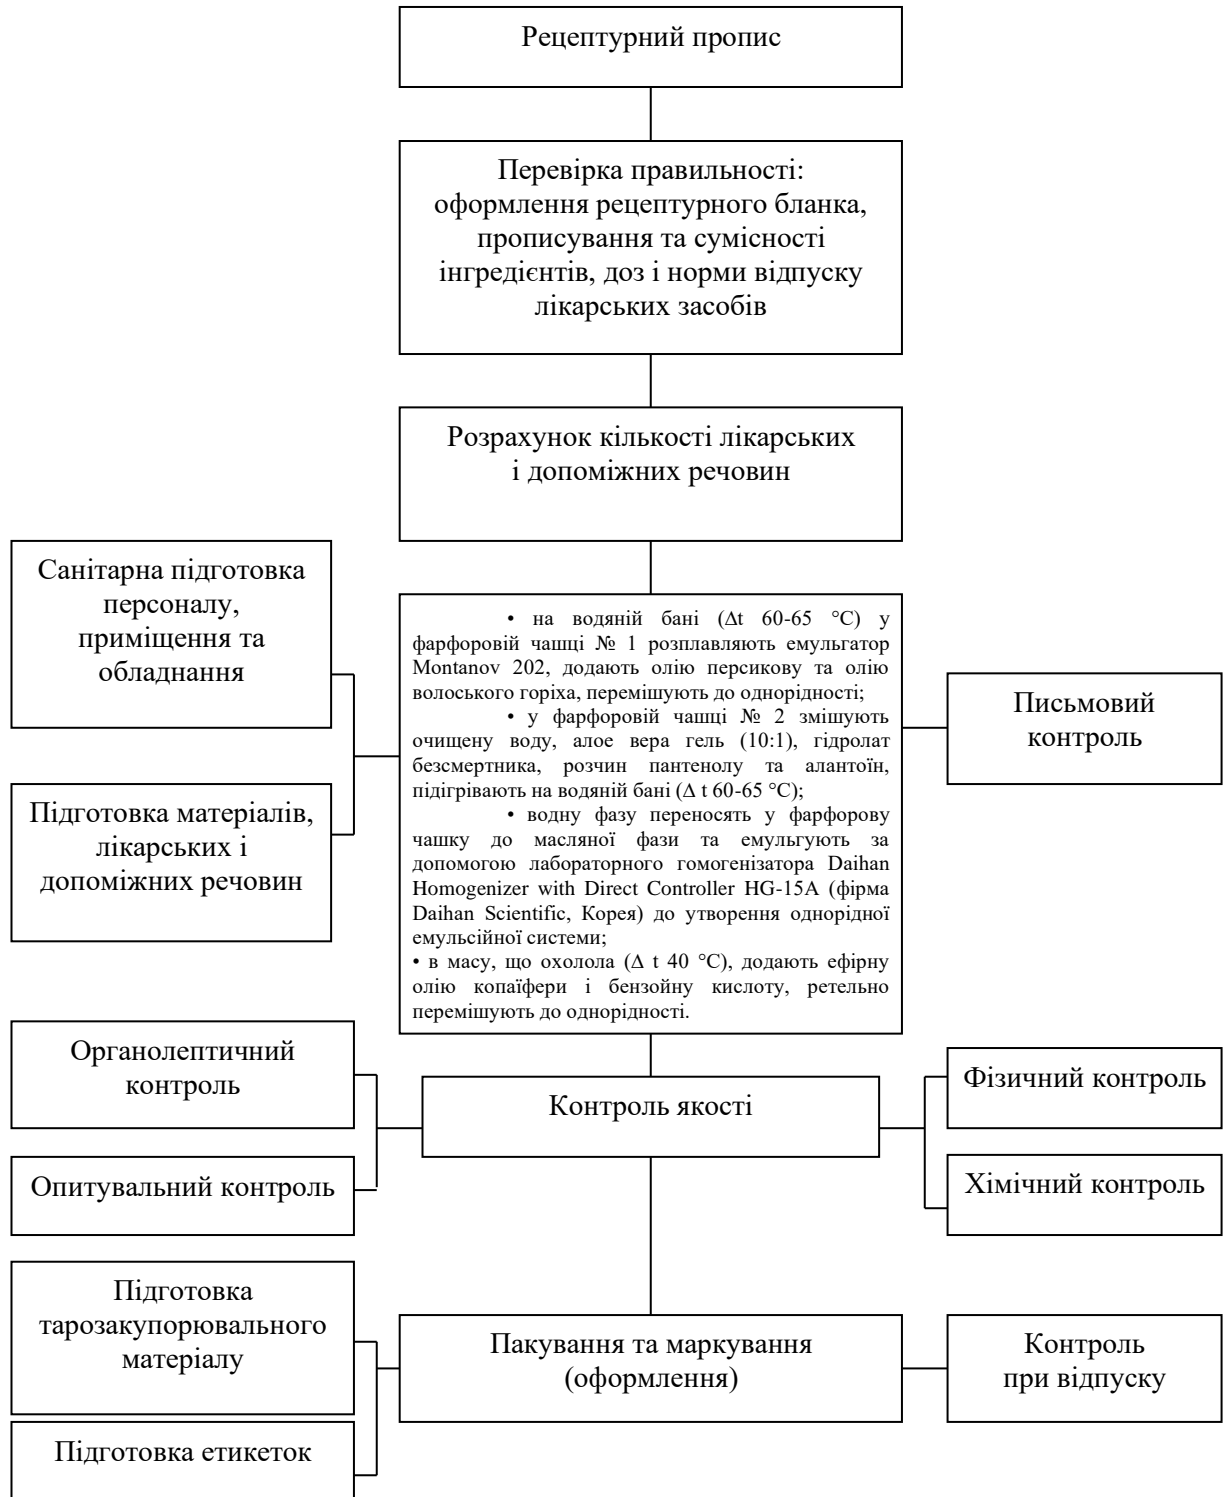 Рецептурний пропис
Перевірка правильності:
оформлення рецептурного бланка,
прописування та сумісності
інгредієнтів, доз і норми відпуску
лікарських засобів
Розрахунок кількості лікарських
і допоміжних речовин
Санітарна підготовка
персоналу,
приміщення та
обладнання
Підготовка матеріалів,
лікарських і
допоміжних речовин
• на водяній бані (Δt 60-65 °C) у
фарфоровій чашці № 1 розплавляють емульгатор
Montanov 202, додають олію персикову та олію
волоського горіха, перемішують до однорідності;
• у фарфоровій чашці № 2 змішують
очищену воду, алое вера гель (10:1), гідролат
безсмертника, розчин пантенолу та алантоїн,
підігрівають на водяній бані (Δ t 60-65 °C);
• водну фазу переносять у фарфорову
чашку до масляної фази та емульгують за
допомогою лабораторного гомогенізатора Daihan
Homogenizer with Direct Controller HG-15A (фірма
Daihan Scientific, Корея) до утворення однорідної
емульсійної системи;
• в масу, що охолола (Δ t 40 °C), додають ефірну
олію копаїфери і бензойну кислоту, ретельно
перемішують до однорідності.
Письмовий
контроль
Органолептичний
контроль
Опитувальний контроль
Контроль якості
Фізичний контроль
Хімічний контроль
Підготовка
тарозакупорювального
матеріалу
Підготовка етикеток
Пакування та маркування
(оформлення)
Контроль
при відпуску